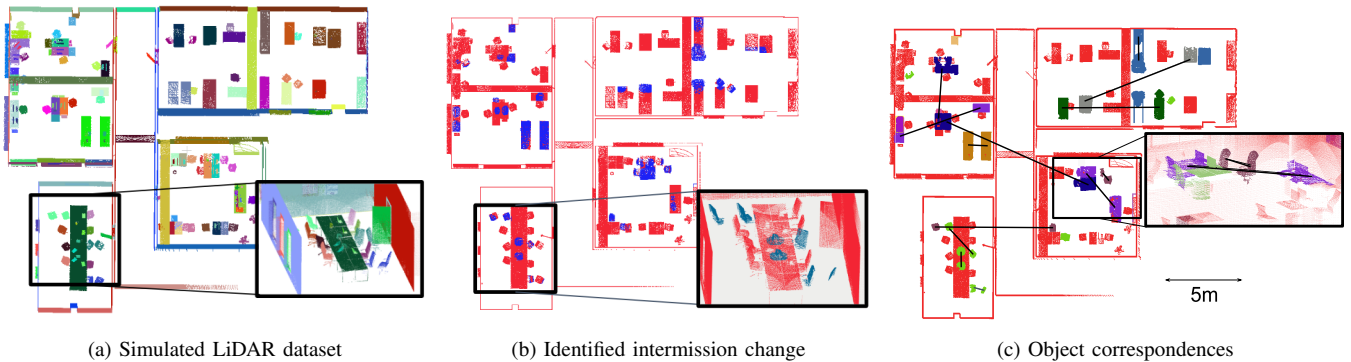 5m
(a) Simulated LiDAR dataset
(b) Identified intermission change
(c) Object correspondences